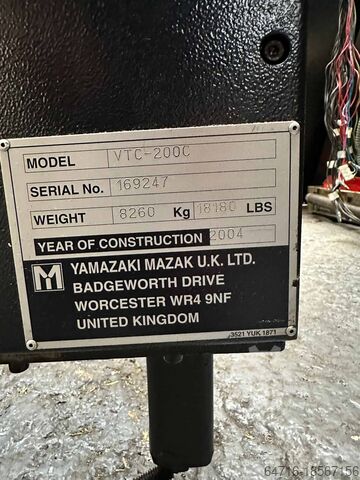 MODEL VTC-200C
SERIAL No. 169247
WEIGHT 8260 Kg 18180 LBS
YEAR OF CONSTRUCTION 2004
YAMAZAKI MAZAK U.K. LTD.
BADGEWORTH DRIVE
WORCESTER WR4 9NF
UNITED KINGDOM
3521 YUK 1871
64716-18567156